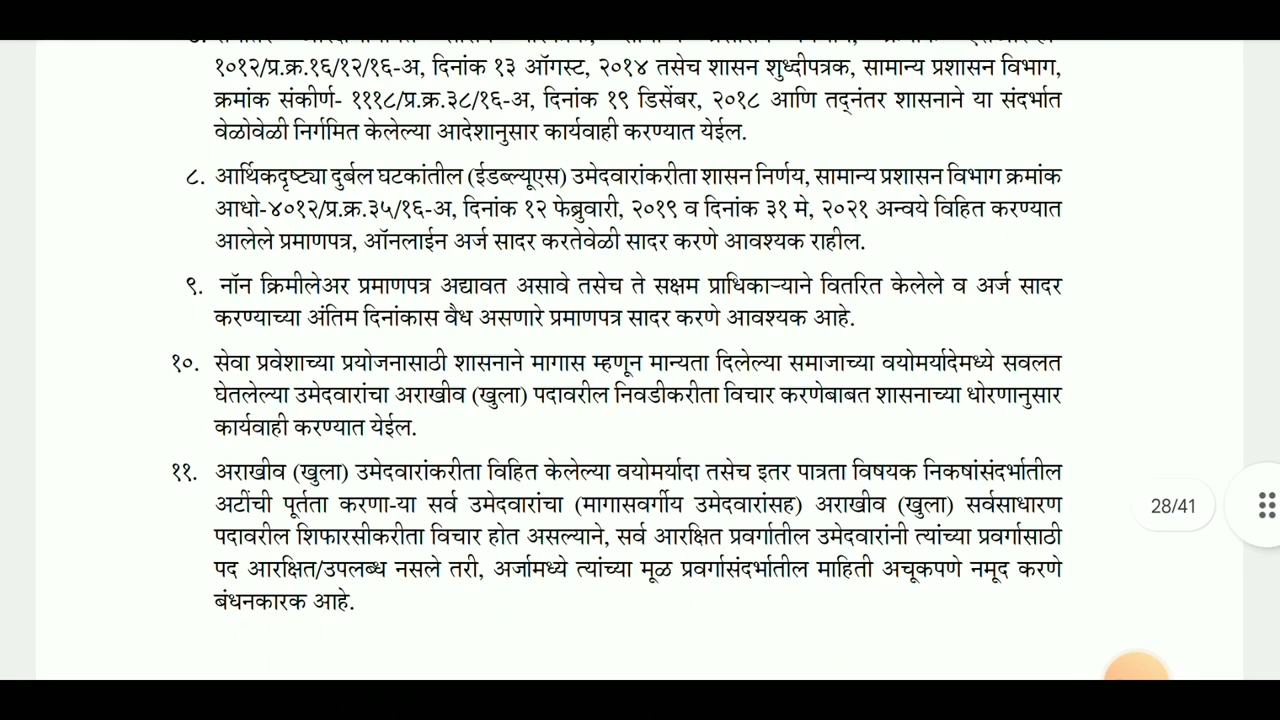 १०१२/प्र.क्र.१६/१२/१६-अ, दिनांक १३ ऑगस्ट, २०१४ तसेच शासन शुध्दीपत्रक, सामान्य प्रशासन विभाग,
क्रमांक संकीर्ण- १११८/प्र.क्र.३८/१६-अ, दिनांक १९ डिसेंबर, २०१८ आणि तद्नंतर शासनाने या संदर्भात
वेळोवेळी निर्गमित केलेल्या आदेशानुसार कार्यवाही करण्यात येईल.
८. आर्थिकदृष्ट्या दुर्बल घटकांतील (ईडब्ल्यूएस) उमेदवारांकरीता शासन निर्णय, सामान्य प्रशासन विभाग क्रमांक
आधो-४०१२/प्र.क्र.३५/१६-अ, दिनांक १२ फेब्रुवारी, २०१९ व दिनांक ३१ मे, २०२१ अन्वये विहित करण्यात
आलेले प्रमाणपत्र, ऑनलाईन अर्ज सादर करतेवेळी सादर करणे आवश्यक राहील.
९. नॉन क्रिमीलेअर प्रमाणपत्र अद्यावत असावे तसेच ते सक्षम प्राधिकाऱ्याने वितरित केलेले व अर्ज सादर
करण्याच्या अंतिम दिनांकास वैध असणारे प्रमाणपत्र सादर करणे आवश्यक आहे.
१०. सेवा प्रवेशाच्या प्रयोजनासाठी शासनाने मागास म्हणून मान्यता दिलेल्या समाजाच्या वयोमर्यादेमध्ये सवलत
घेतलेल्या उमेदवारांचा अराखीव (खुला) पदावरील निवडीकरीता विचार करणेबाबत शासनाच्या धोरणानुसार
कार्यवाही करण्यात येईल.
११. अराखीव (खुला) उमेदवारांकरीता विहित केलेल्या वयोमर्यादा तसेच इतर पात्रता विषयक निकषांसंदर्भातील
अटींची पूर्तता करणा-या सर्व उमेदवारांचा (मागासवर्गीय उमेदवारांसह) अराखीव (खुला) सर्वसाधारण
पदावरील शिफारसीकरीता विचार होत असल्याने, सर्व आरक्षित प्रवर्गातील उमेदवारांनी त्यांच्या प्रवर्गासाठी
पद आरक्षित/उपलब्ध नसले तरी, अर्जामध्ये त्यांच्या मूळ प्रवर्गासंदर्भातील माहिती अचूकपणे नमूद करणे
बंधनकारक आहे.
28/41